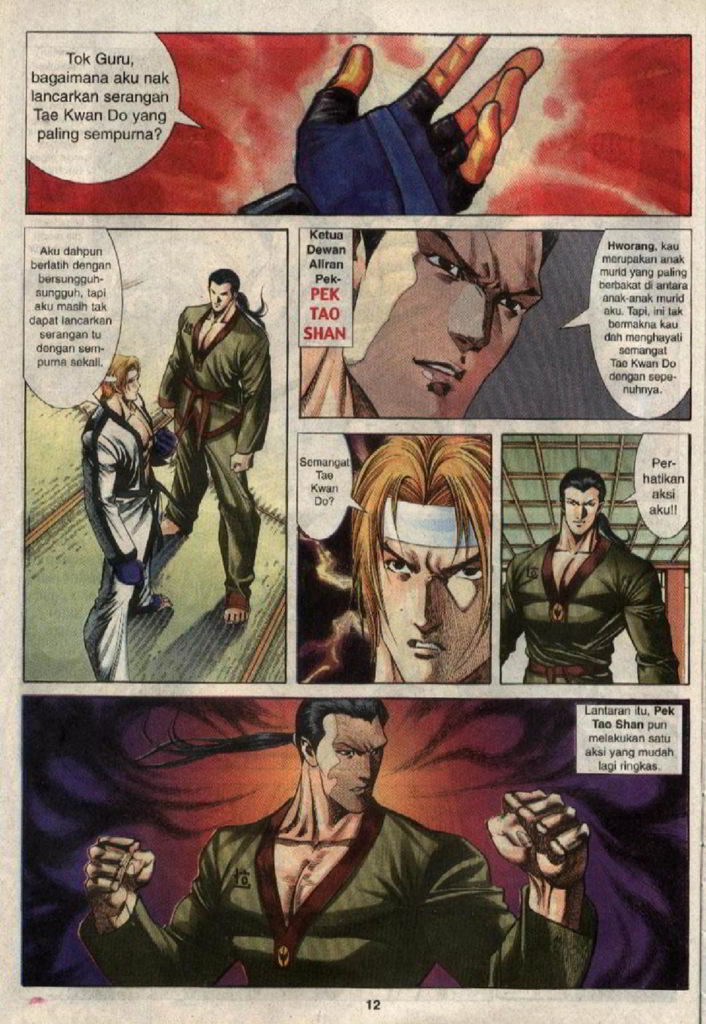 Tok Guru,
bagaimana aku nak
lancarkan serangan
Tae Kwan Do yang
paling sempurna?
Aku dahpun
berlatih dengan
bersungguh-
sungguh, tapi
aku masih tak
dapat lancarkan
serangan tu
dengan sem-
purna sekali.
Ketua
Dewan
Aliran
Pek-
PEK
TAO
SHAN
Hworang, kau
merupakan anak
murid yang paling
berbakat di antara
anak-anak murid
aku. Tapi, ini tak
bermakna kau
dah menghayati
semangat
Tae Kwan Do
dengan sepe-
nuhnya.
Semangat
Tae
Kwan
Do?
Per-
hatikan
aksi
aku!!
Lantaran itu, Pek
Tao Shan pun
melakukan satu
aksi yang mudah
lagi ringkas.
12